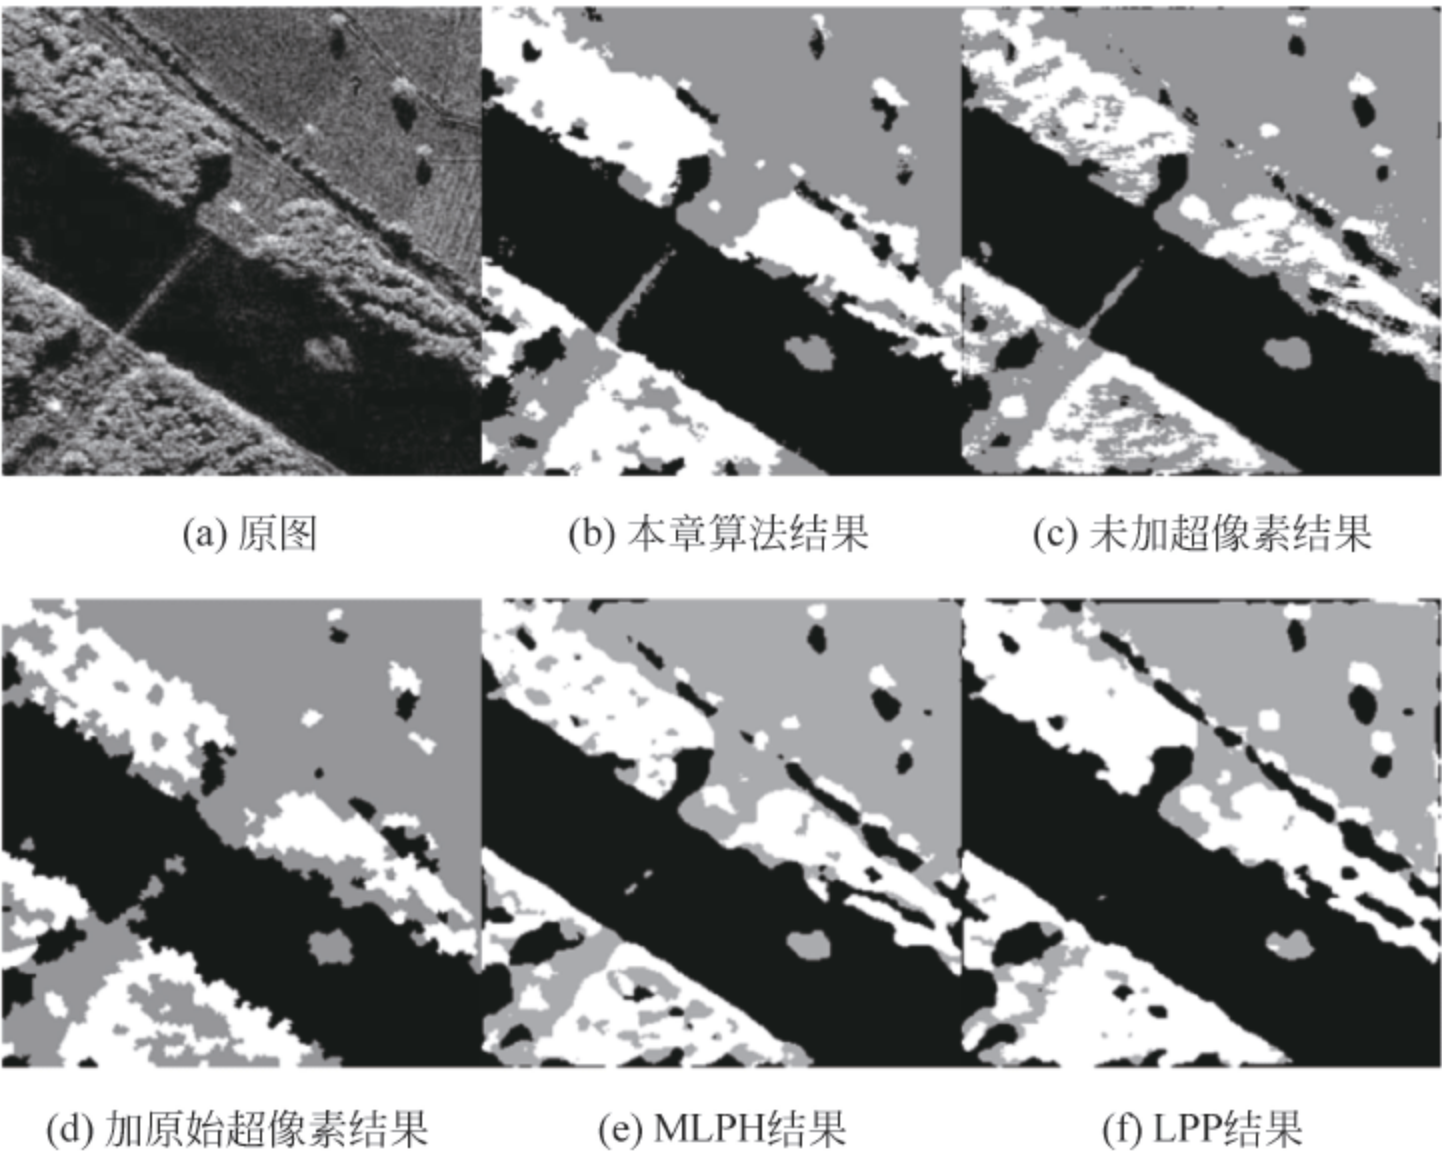 (a) 原图
(b) 本章算法结果
(c) 未加超像素结果
(d) 加原始超像素结果
(e) MLPH结果
(f) LPP结果